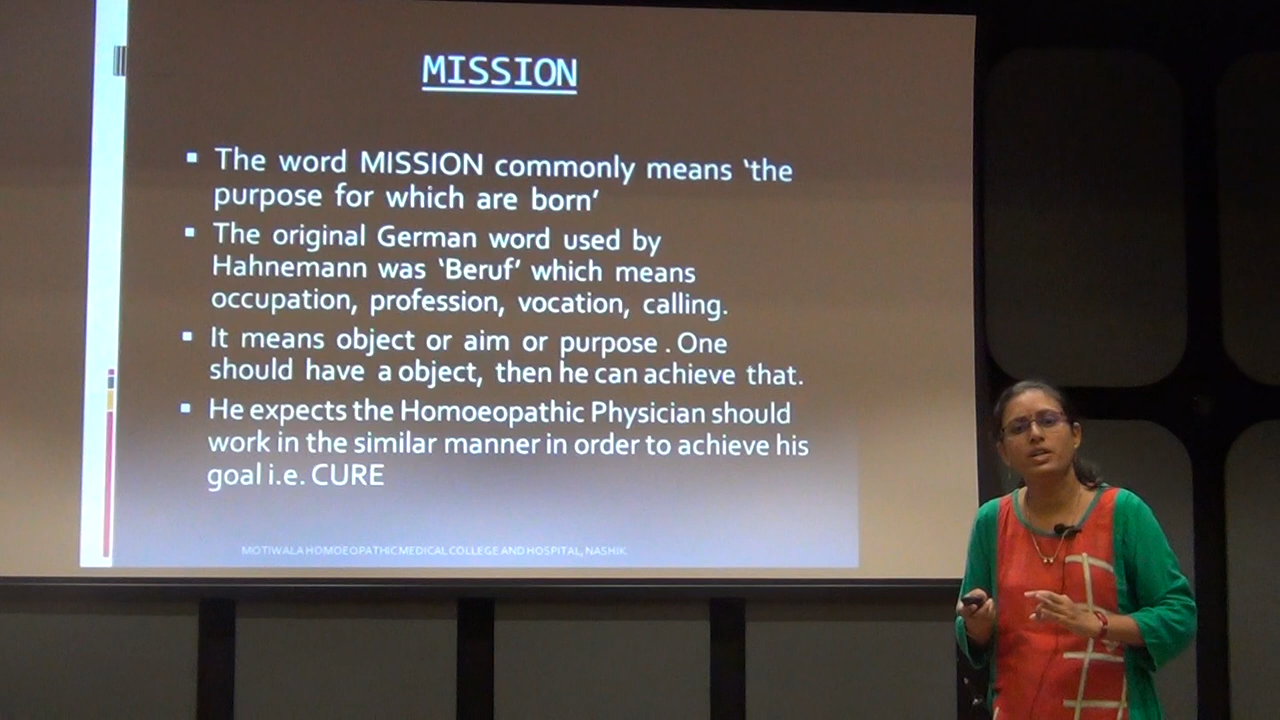 MISSION
The word MISSION commonly means ‘the
purpose for which are born’
The original German word used by
Hahnemann was ‘Beruf’ which means
occupation, profession, vocation, calling.
It means object or aim or purpose . One
should have a object, then he can achieve that.
He expects the Homoeopathic Physician should
work in the similar manner in order to achieve his
goal i.e. CURE
MOTIWALA HOMOEOPATHIC MEDICAL COLLEGE AND HOSPITAL, NASHIK.